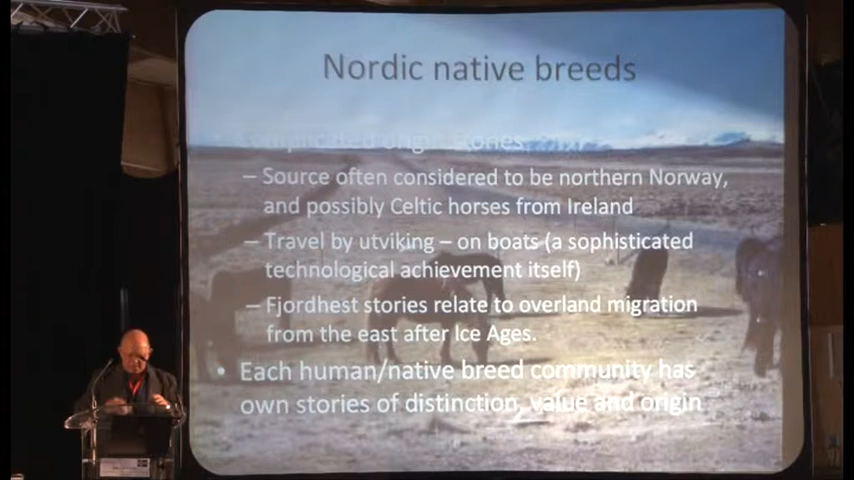 Nordic native breeds
– Source often considered to be northern Norway,
and possibly Celtic horses from Ireland
– Travel by utviking – on boats (a sophisticated
technological achievement itself)
– Fjordhest stories relate to overland migration
from the east after Ice Ages.
• Each human/native breed community has
own stories of distinction, value and origin